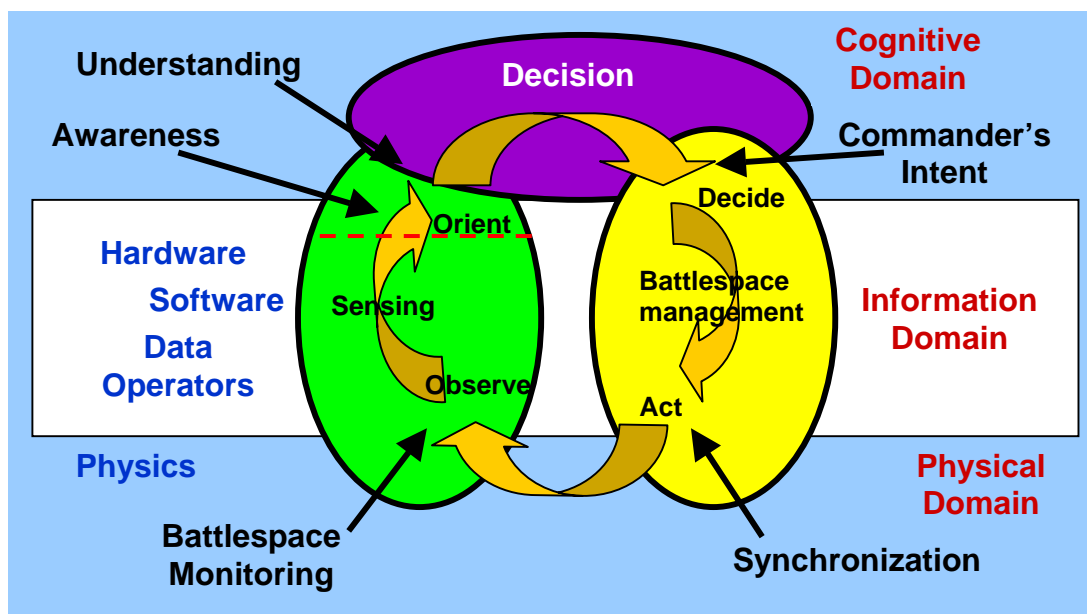 Understanding
Decision
Cognitive
Domain
Awareness
Commander's
Intent
Decide
Orient
Hardware
Software
Data
Operators
Sensing
Battlespace
management
Information
Domain
Observe
Act
Physics
Physical
Domain
Battlespace
Monitoring
Synchronization